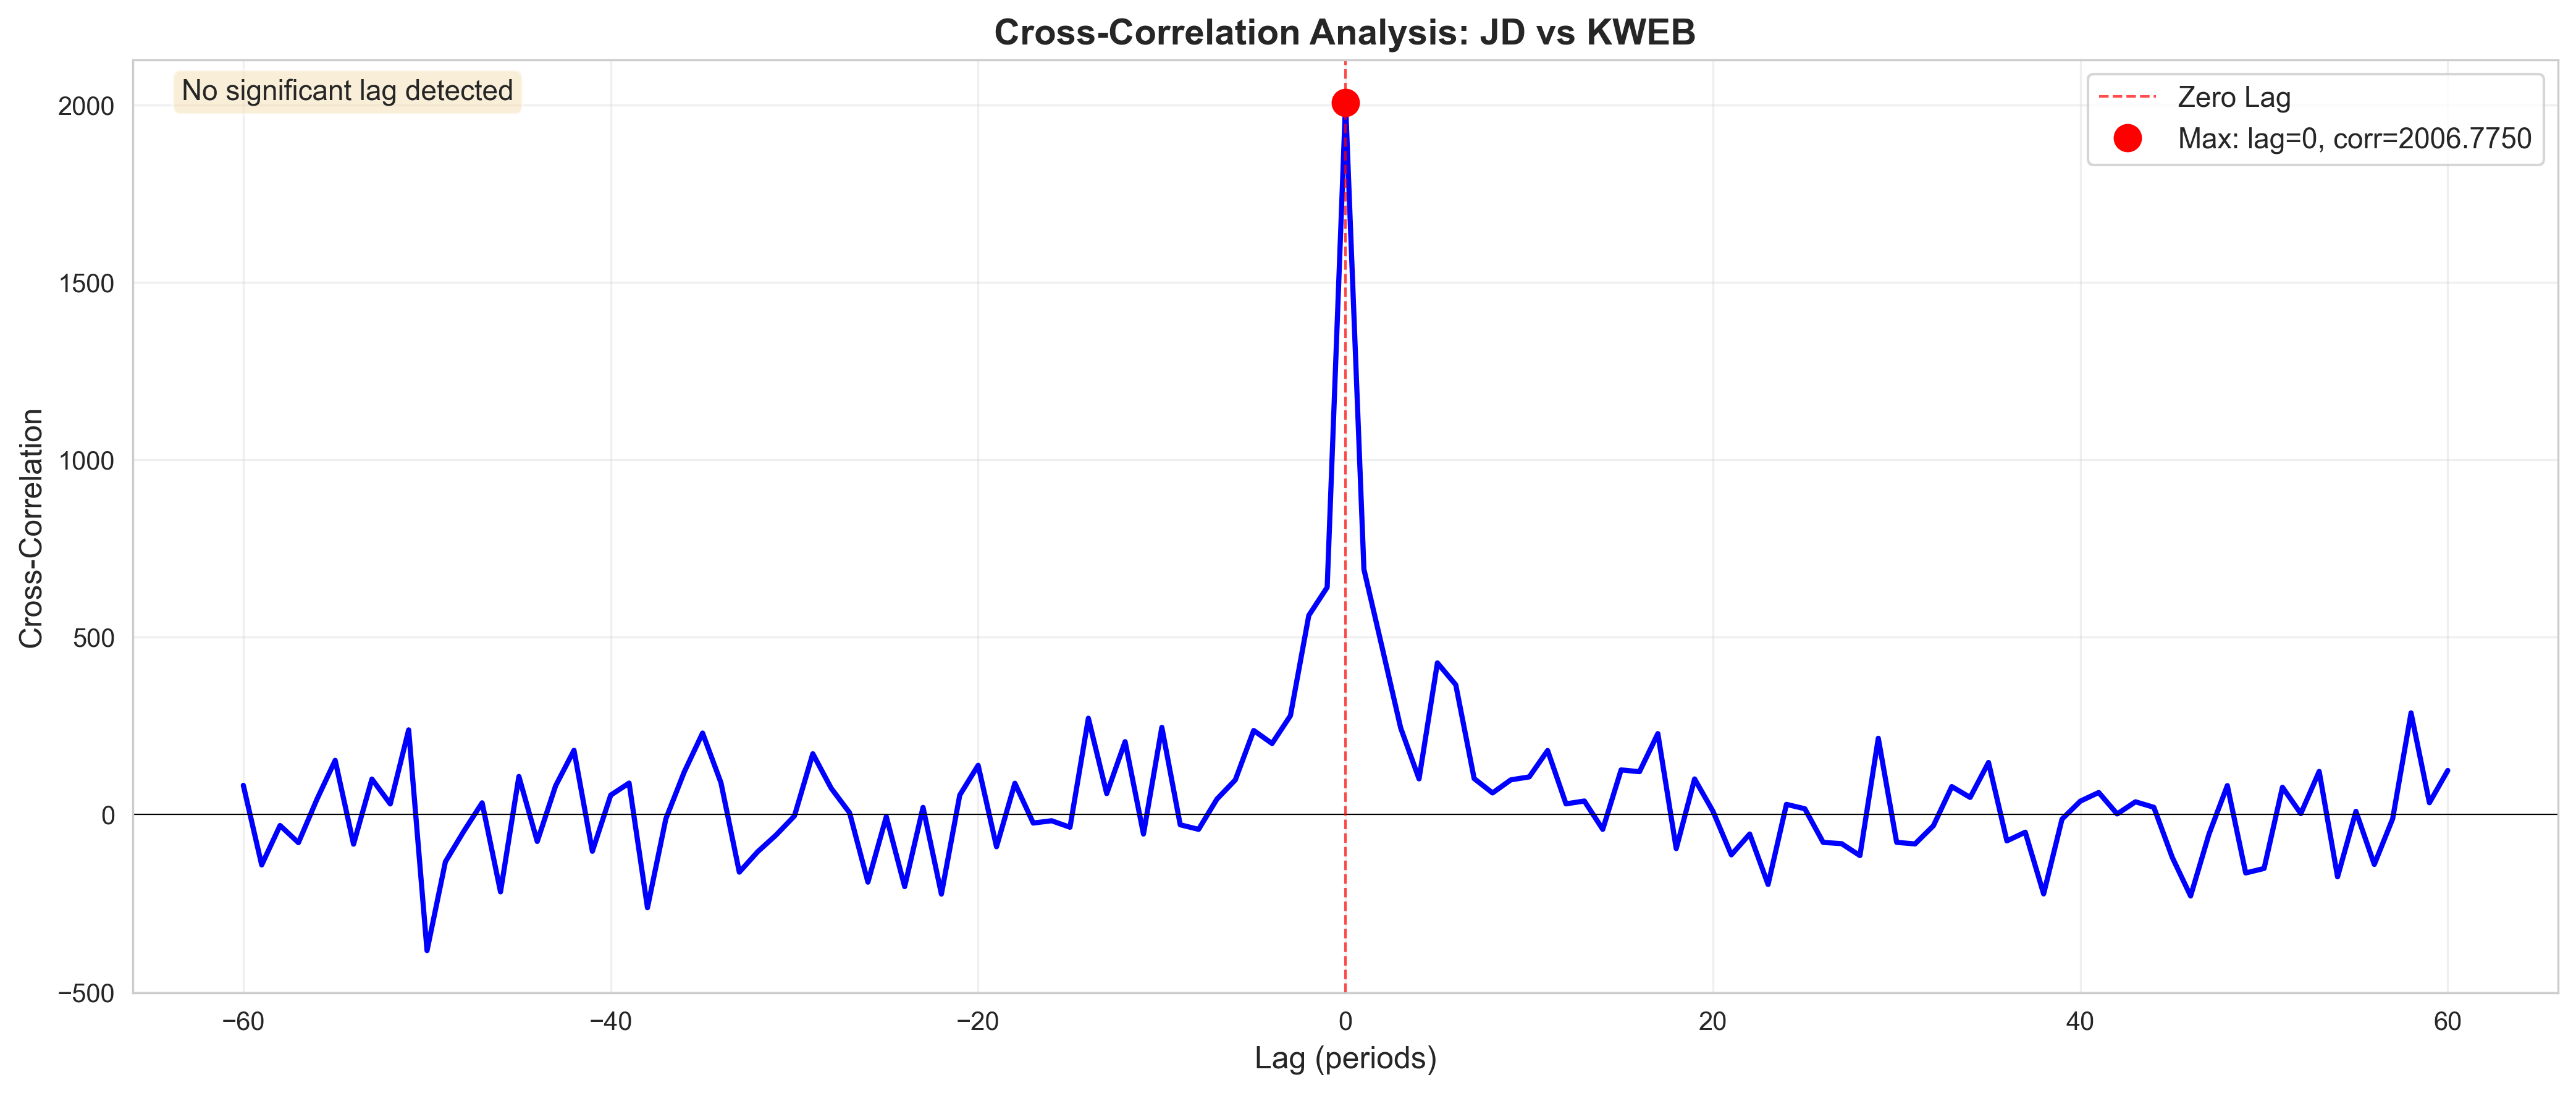 Cross-Correlation Analysis: JD vs KWEB
No significant lag detected
Zero Lag
Max: lag=0, corr=2006.7750
Cross-Correlation
2000
1500
1000
500
0
−500
−60
−40
−20
0
20
40
60
Lag (periods)